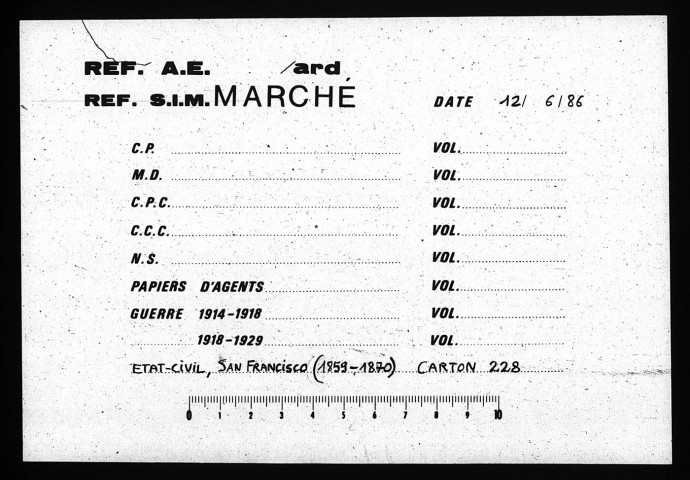 REF. A.E. /ard
REF. S.I.M. MARCHÉ DATE 12/ 6/86
C.P. VOL.
M.D. VOL.
C.P.C. VOL.
C.C.C. VOL.
N.S. VOL.
PAPIERS D'AGENTS VOL.
GUERRE 1914-1918 VOL.
1918-1929 VOL.
ETAT-CIVIL, SAN FRANCISCO (1859-1870) CARTON 228
0 1 2 3 4 5 6 7 8 9 10